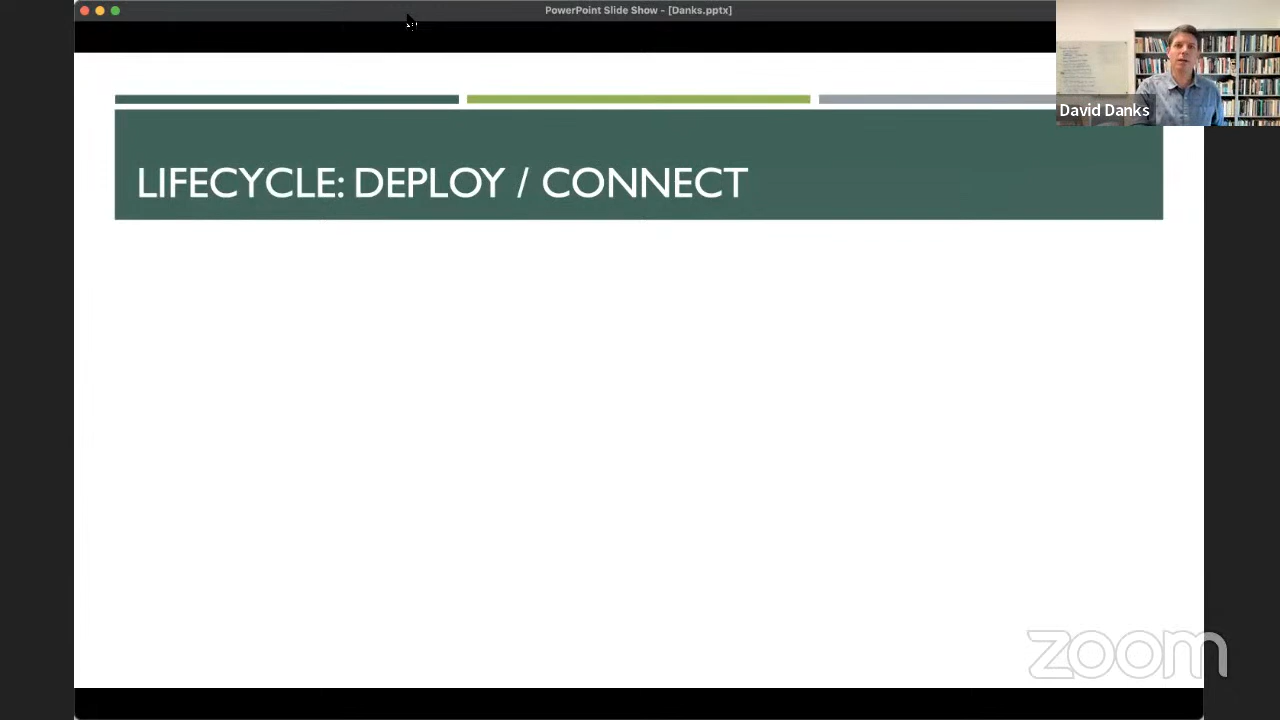 PowerPoint Slide Show - [Danks.pptx]
David Danks
LIFECYCLE: DEPLOY / CONNECT
zoom